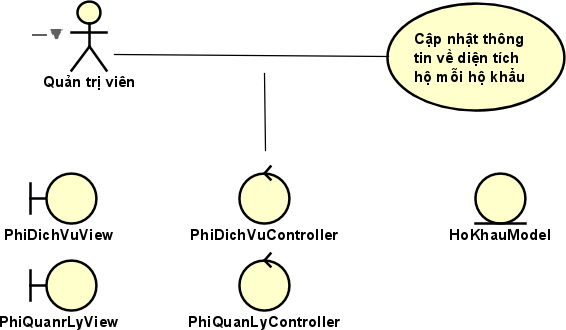 Cập nhật thông
tin về diện tích
hộ mỗi hộ khẩu
Quản trị viên
PhiDichVuView
PhiDichVuController
HoKhauModel
PhiQuanrLyView
PhiQuanLyController